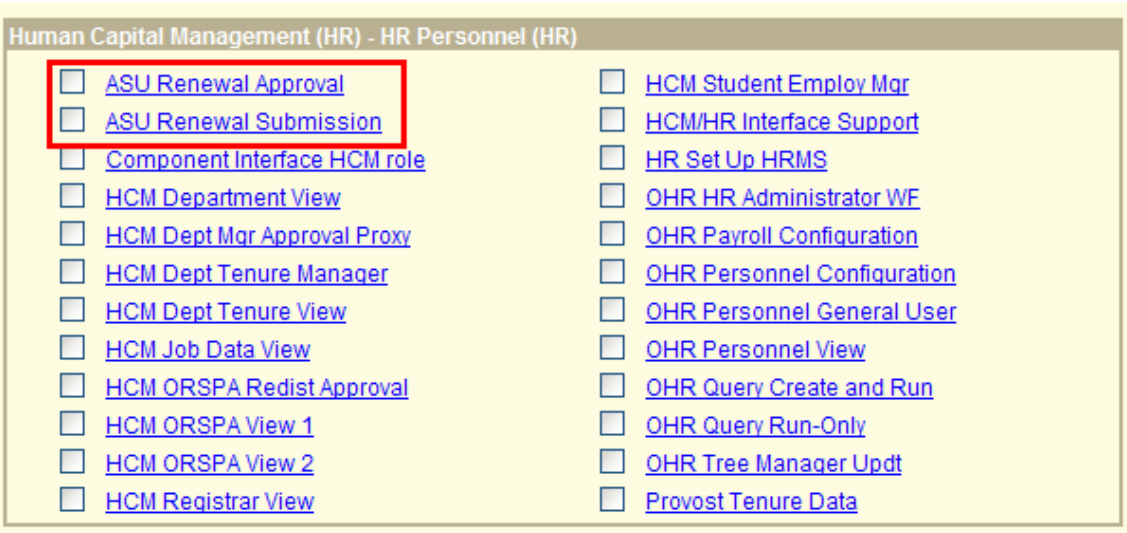 Human Capital Management (HR) - HR Personnel (HR)
ASU Renewal Approval
ASU Renewal Submission
Component Interface HCM role
HCM Department View
HCM Dept Mgr Approval Proxy
HCM Dept Tenure Manager
HCM Dept Tenure View
HCM Job Data View
HCM ORSPA Redist Approval
HCM ORSPA View 1
HCM ORSPA View 2
HCM Registrar View
HCM Student Employ Mgr
HCM/HR Interface Support
HR Set Up HRMS
OHR HR Administrator WF
OHR Payroll Configuration
OHR Personnel Configuration
OHR Personnel General User
OHR Personnel View
OHR Query Create and Run
OHR Query Run-Only
OHR Tree Manager Updt
Provost Tenure Data